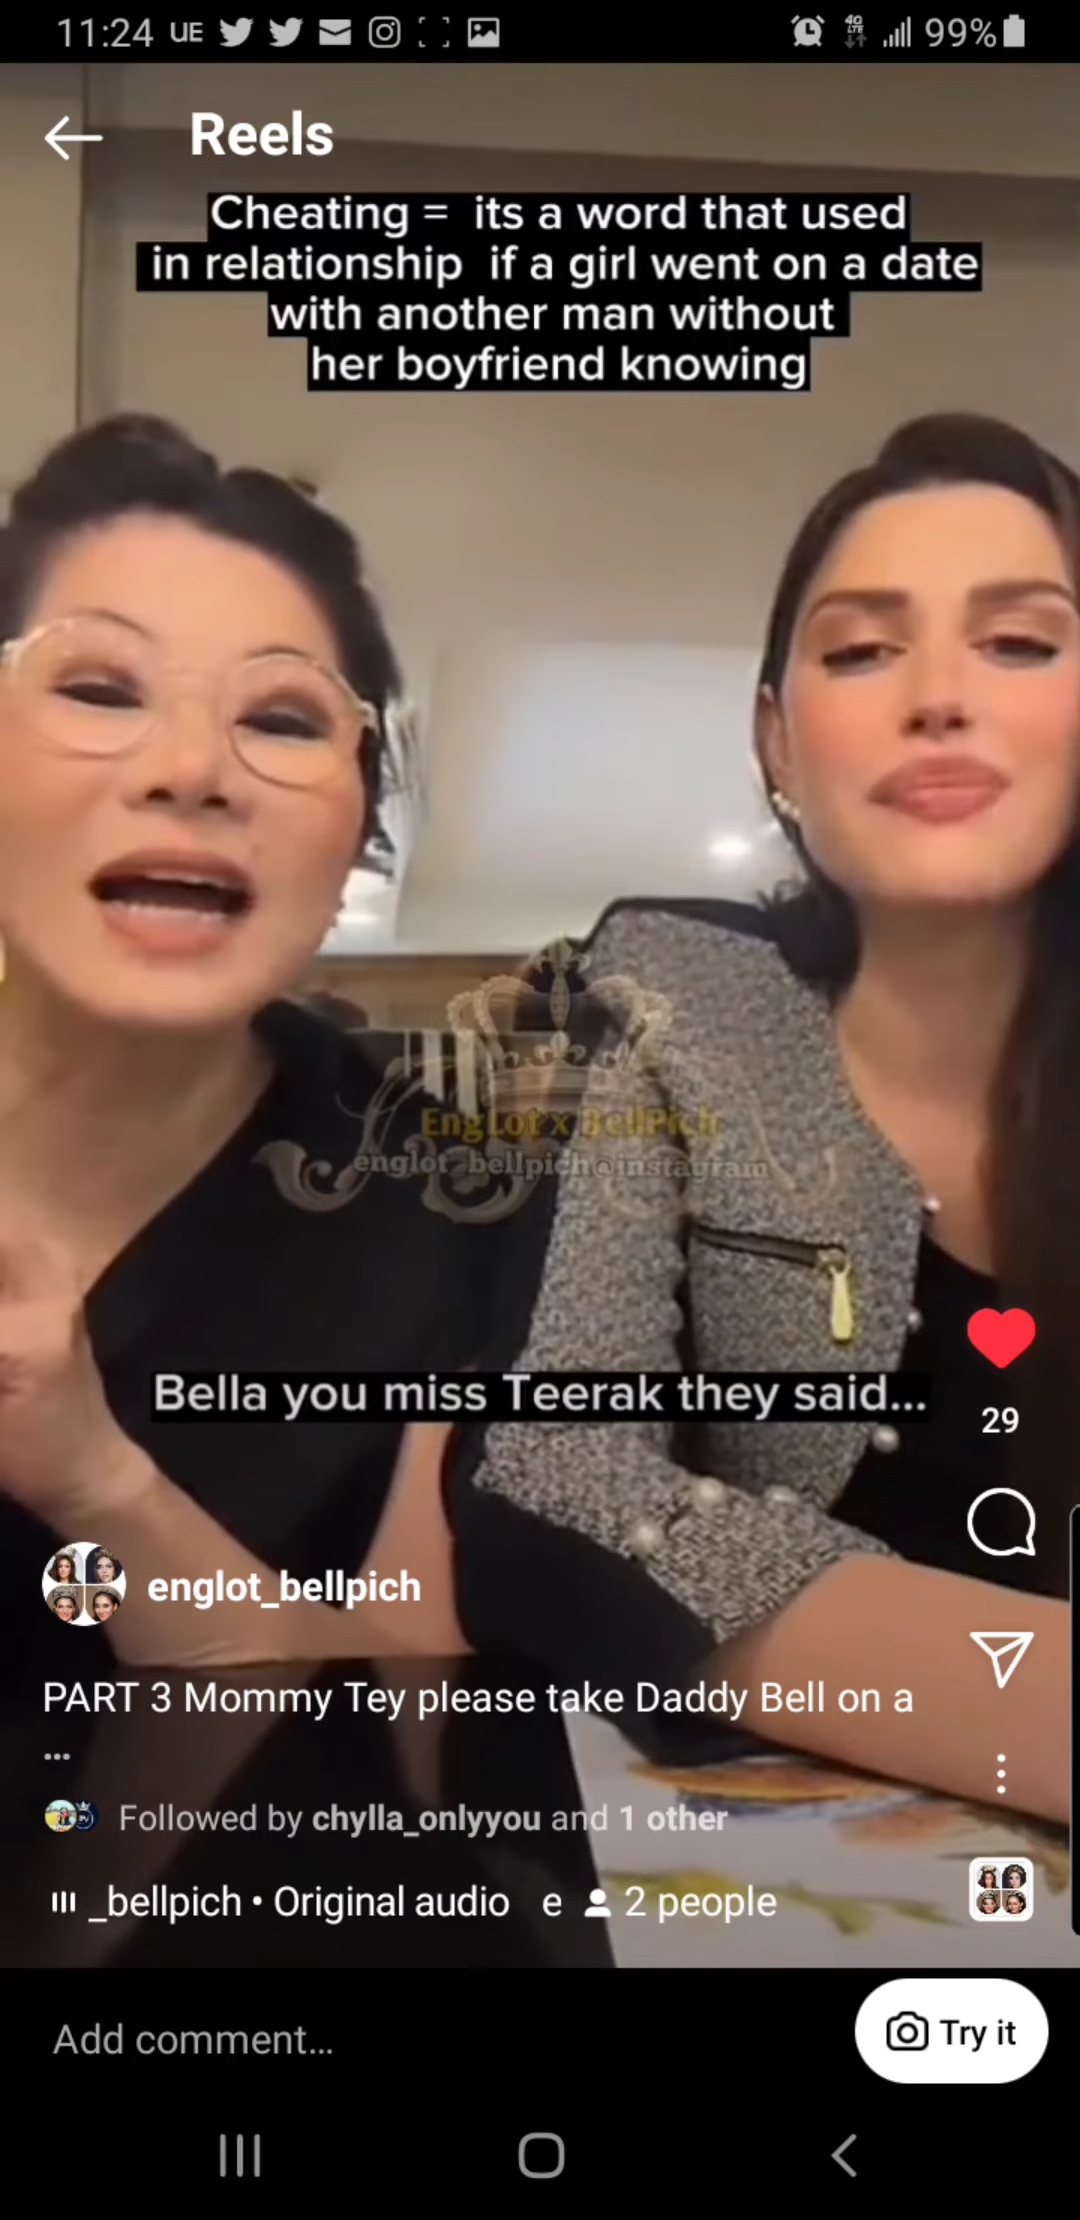 11:24 UE 4G LTE 99%
Reels
Cheating = its a word that used
in relationship if a girl went on a date
with another man without
her boyfriend knowing
EngLot x BellPich
englot_bellpich@instagram
Bella you miss Teerak they said...
29
englot_bellpich
PART 3 Mommy Tey please take Daddy Bell on a
...
Followed by chylla_onlyyou and 1 other
_bellpich • Original audio e 2 people
Add comment...
Try it